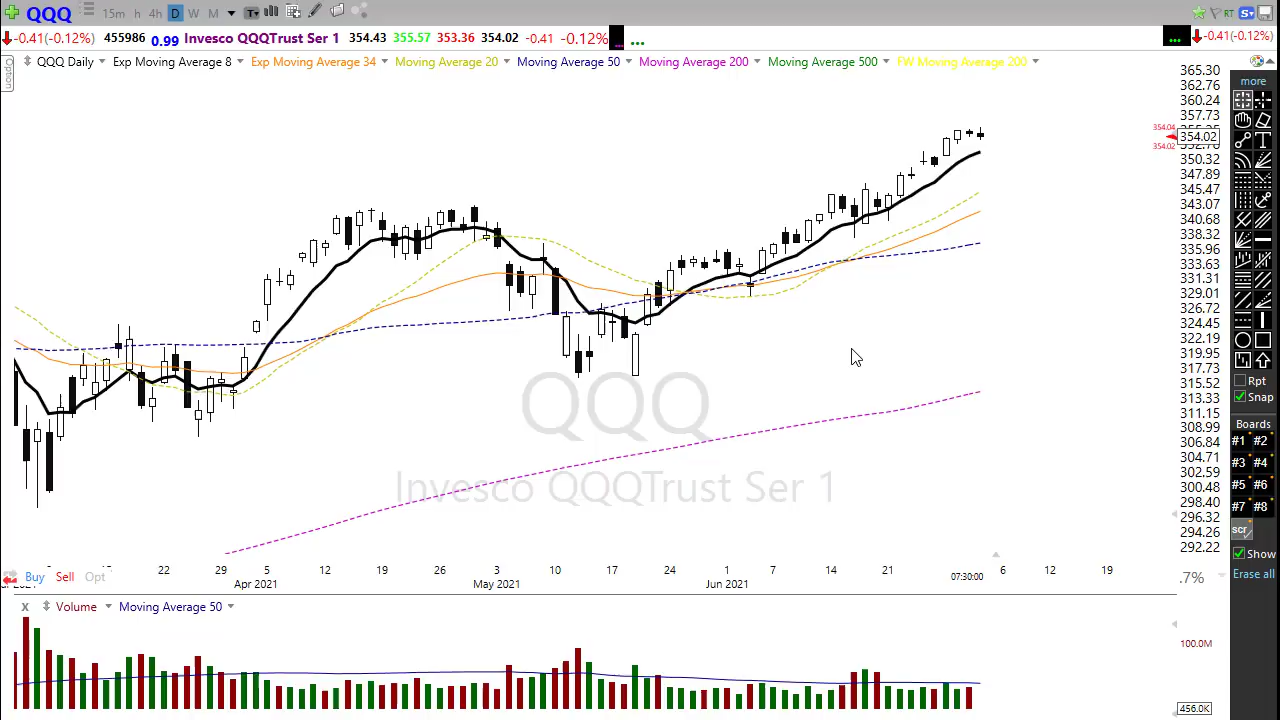 QQQ 15m h 4h D W M T RT S
-0.41(-0.12%) 455986 0.99 Invesco QQQTrust Ser 1 354.43 355.57 353.36 354.02 -0.41 -0.12% ... ... -0.41(-0.12%)
Option
QQQ Daily Exp Moving Average 8 Exp Moving Average 34 Moving Average 20 Moving Average 50 Moving Average 200 Moving Average 500 FW Moving Average 200
365.30
362.76
360.24
357.73
354.04
354.02
354.02
350.32
347.89
345.47
343.07
340.68
338.32
335.96
333.63
331.31
329.01
326.72
324.45
322.19
319.95
317.73
315.52
313.33
311.15
308.99
306.84
304.71
302.59
300.48
298.40
296.32
294.26
292.22
more
T
Rpt
Snap
Boards
#1 #2
#3 #4
#5 #6
#7 #8
scr
Show
Erase all
QQQ
Invesco QQQTrust Ser 1
22 29 5 12 19 26 3 10 17 24 1 7 14 21 07:30:00 6 12 19
Apr 2021 May 2021 Jun 2021
Buy Sell Opt
.7%
x Volume Moving Average 50
100.0M
456.0K